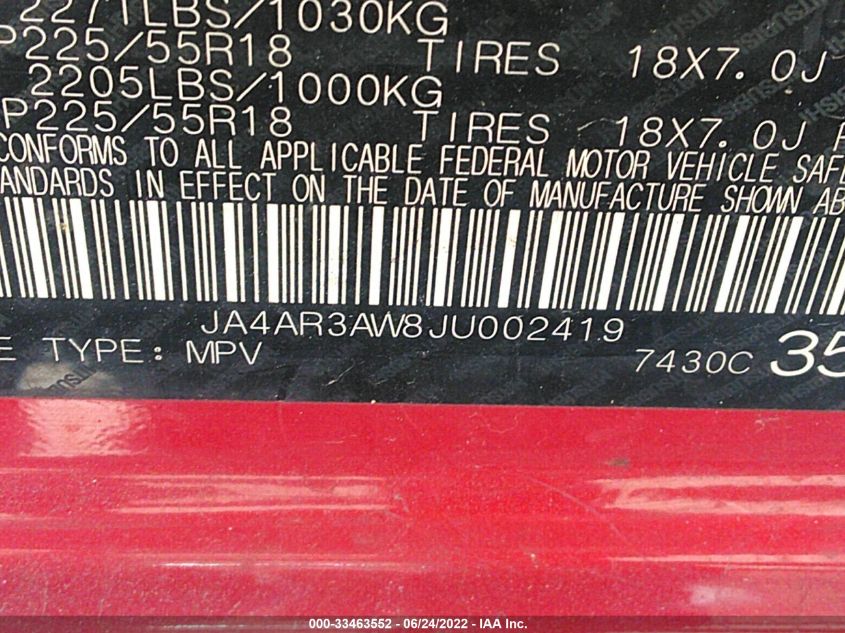 2271LBS/1030KG
P225/55R18 TIRES 18X7.0J
2205LBS/1000KG
P225/55R18 TIRES 18X7.0J
CONFORMS TO ALL APPLICABLE FEDERAL MOTOR VEHICLE SAFE
ANDARDS IN EFFECT ON THE DATE OF MANUFACTURE SHOWN AB
JA4AR3AW8JU002419
E TYPE: MPV 7430C 35
000-33463552 / 06/24/2022 - IAA Inc.